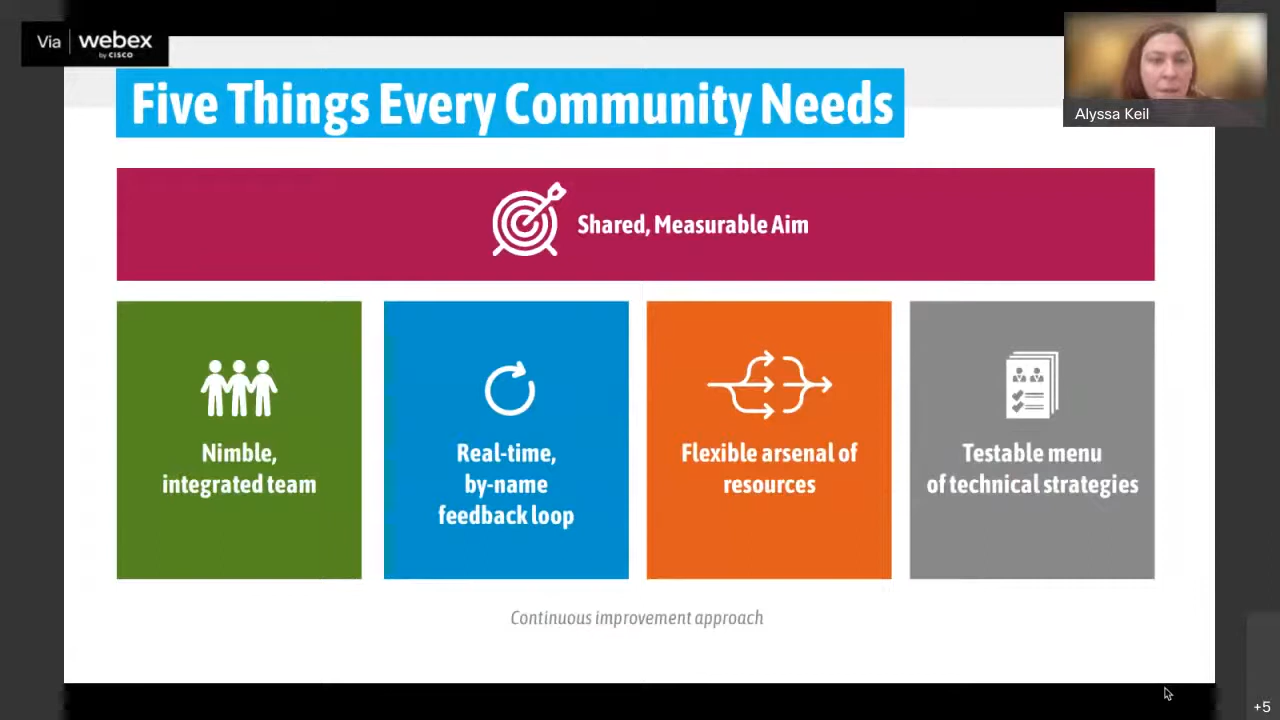 Via webex
by CISCO
Five Things Every Community Needs
Alyssa Keil
Shared, Measurable Aim
Nimble,
integrated team
Real-time,
by-name
feedback loop
Flexible arsenal of
resources
Testable menu
of technical strategies
Continuous improvement approach
+5